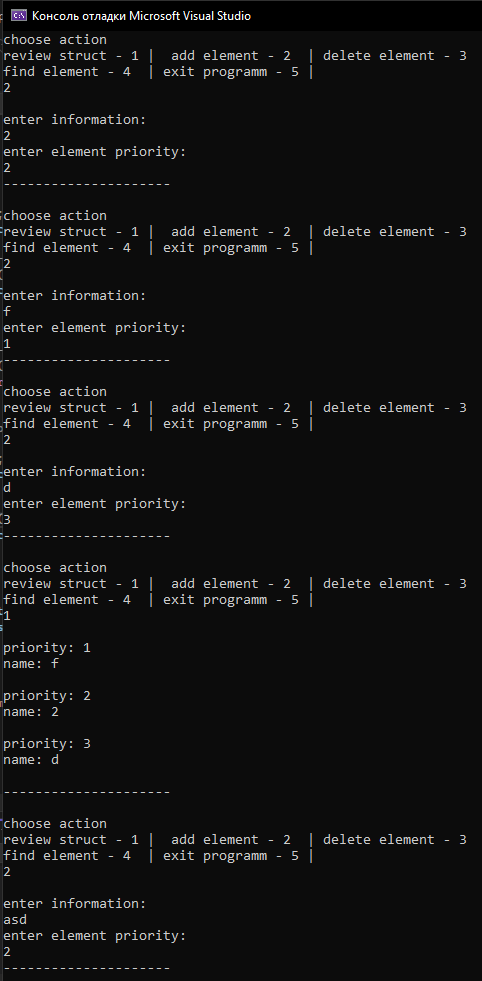 Консоль отладки Microsoft Visual Studio
choose action
review struct - 1 |  add element - 2  | delete element - 3
find element - 4  | exit programm - 5 |
2
enter information:
2
enter element priority:
2
---------------------
choose action
review struct - 1 |  add element - 2  | delete element - 3
find element - 4  | exit programm - 5 |
2
enter information:
f
enter element priority:
1
---------------------
choose action
review struct - 1 |  add element - 2  | delete element - 3
find element - 4  | exit programm - 5 |
2
enter information:
d
enter element priority:
3
---------------------
choose action
review struct - 1 |  add element - 2  | delete element - 3
find element - 4  | exit programm - 5 |
1
priority: 1
name: f
priority: 2
name: 2
priority: 3
name: d
---------------------
choose action
review struct - 1 |  add element - 2  | delete element - 3
find element - 4  | exit programm - 5 |
2
enter information:
asd
enter element priority:
2
---------------------